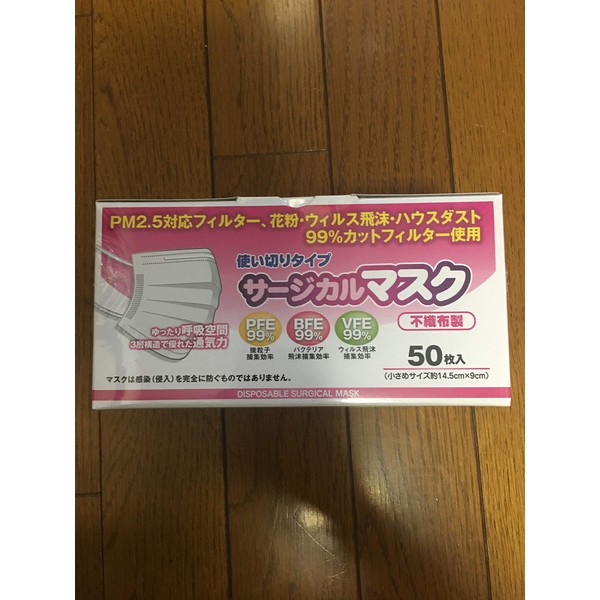 PM2.5対応フィルター、花粉・ウィルス飛沫・ハウスダスト
99%カットフィルター使用
使い切りタイプ
サージカルマスク
不織布製
PFE
99%
微粒子
捕集効率
BFE
99%
バクテリア
飛沫捕集効率
VFE
99%
ウィルス飛沫
捕集効率
ゆったり呼吸空間
3層構造で優れた通気力
50枚入
(小さめサイズ約14.5cm×9cm)
マスクは感染(侵入)を完全に防ぐものではありません。
DISPOSABLE SURGICAL MASK